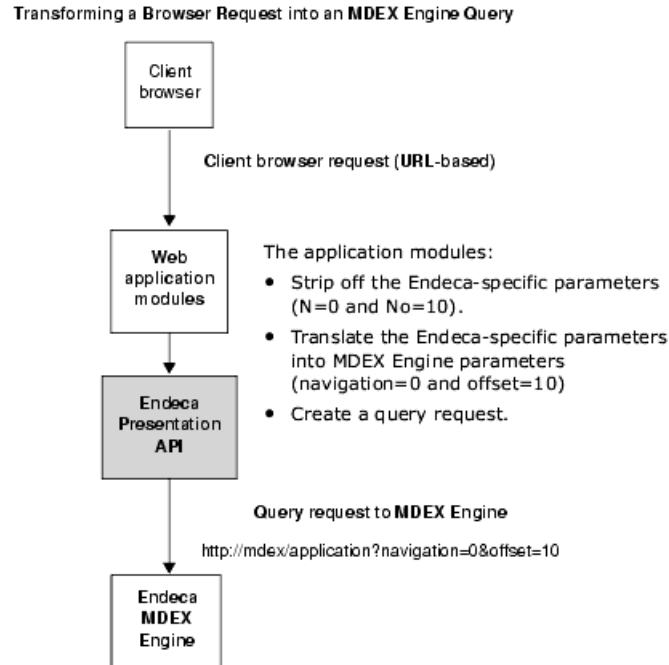 Transforming a Browser Request into an MDEX Engine Query
Client
browser
Client browser request (URL-based)
Web
application
modules
The application modules:
• Strip off the Endeca-specific parameters
(N=0 and No=10).
• Translate the Endeca-specific parameters
into MDEX Engine parameters
(navigation=0 and offset=10)
• Create a query request.
Endeca
Presentation
API
Query request to MDEX Engine
http://mdex/application?navigation=0&offset=10
Endeca
MDEX
Engine